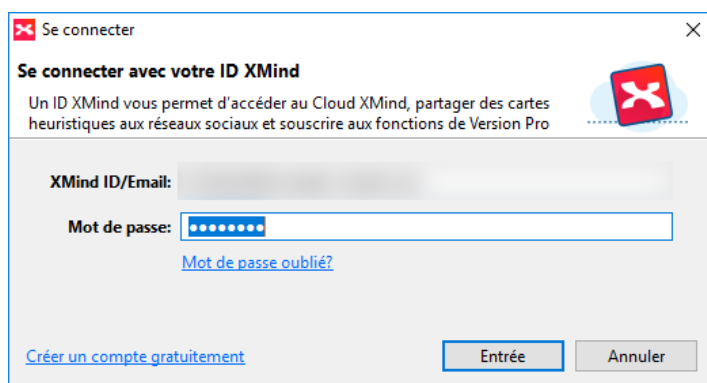 Se connecter
Se connecter avec votre ID XMind
Un ID XMind vous permet d'accéder au Cloud XMind, partager des cartes
heuristiques aux réseaux sociaux et souscrire aux fonctions de Version Pro
XMind ID/Email:
Mot de passe: ●●●●●●●●
Mot de passe oublié?
Créer un compte gratuitement Entrée Annuler